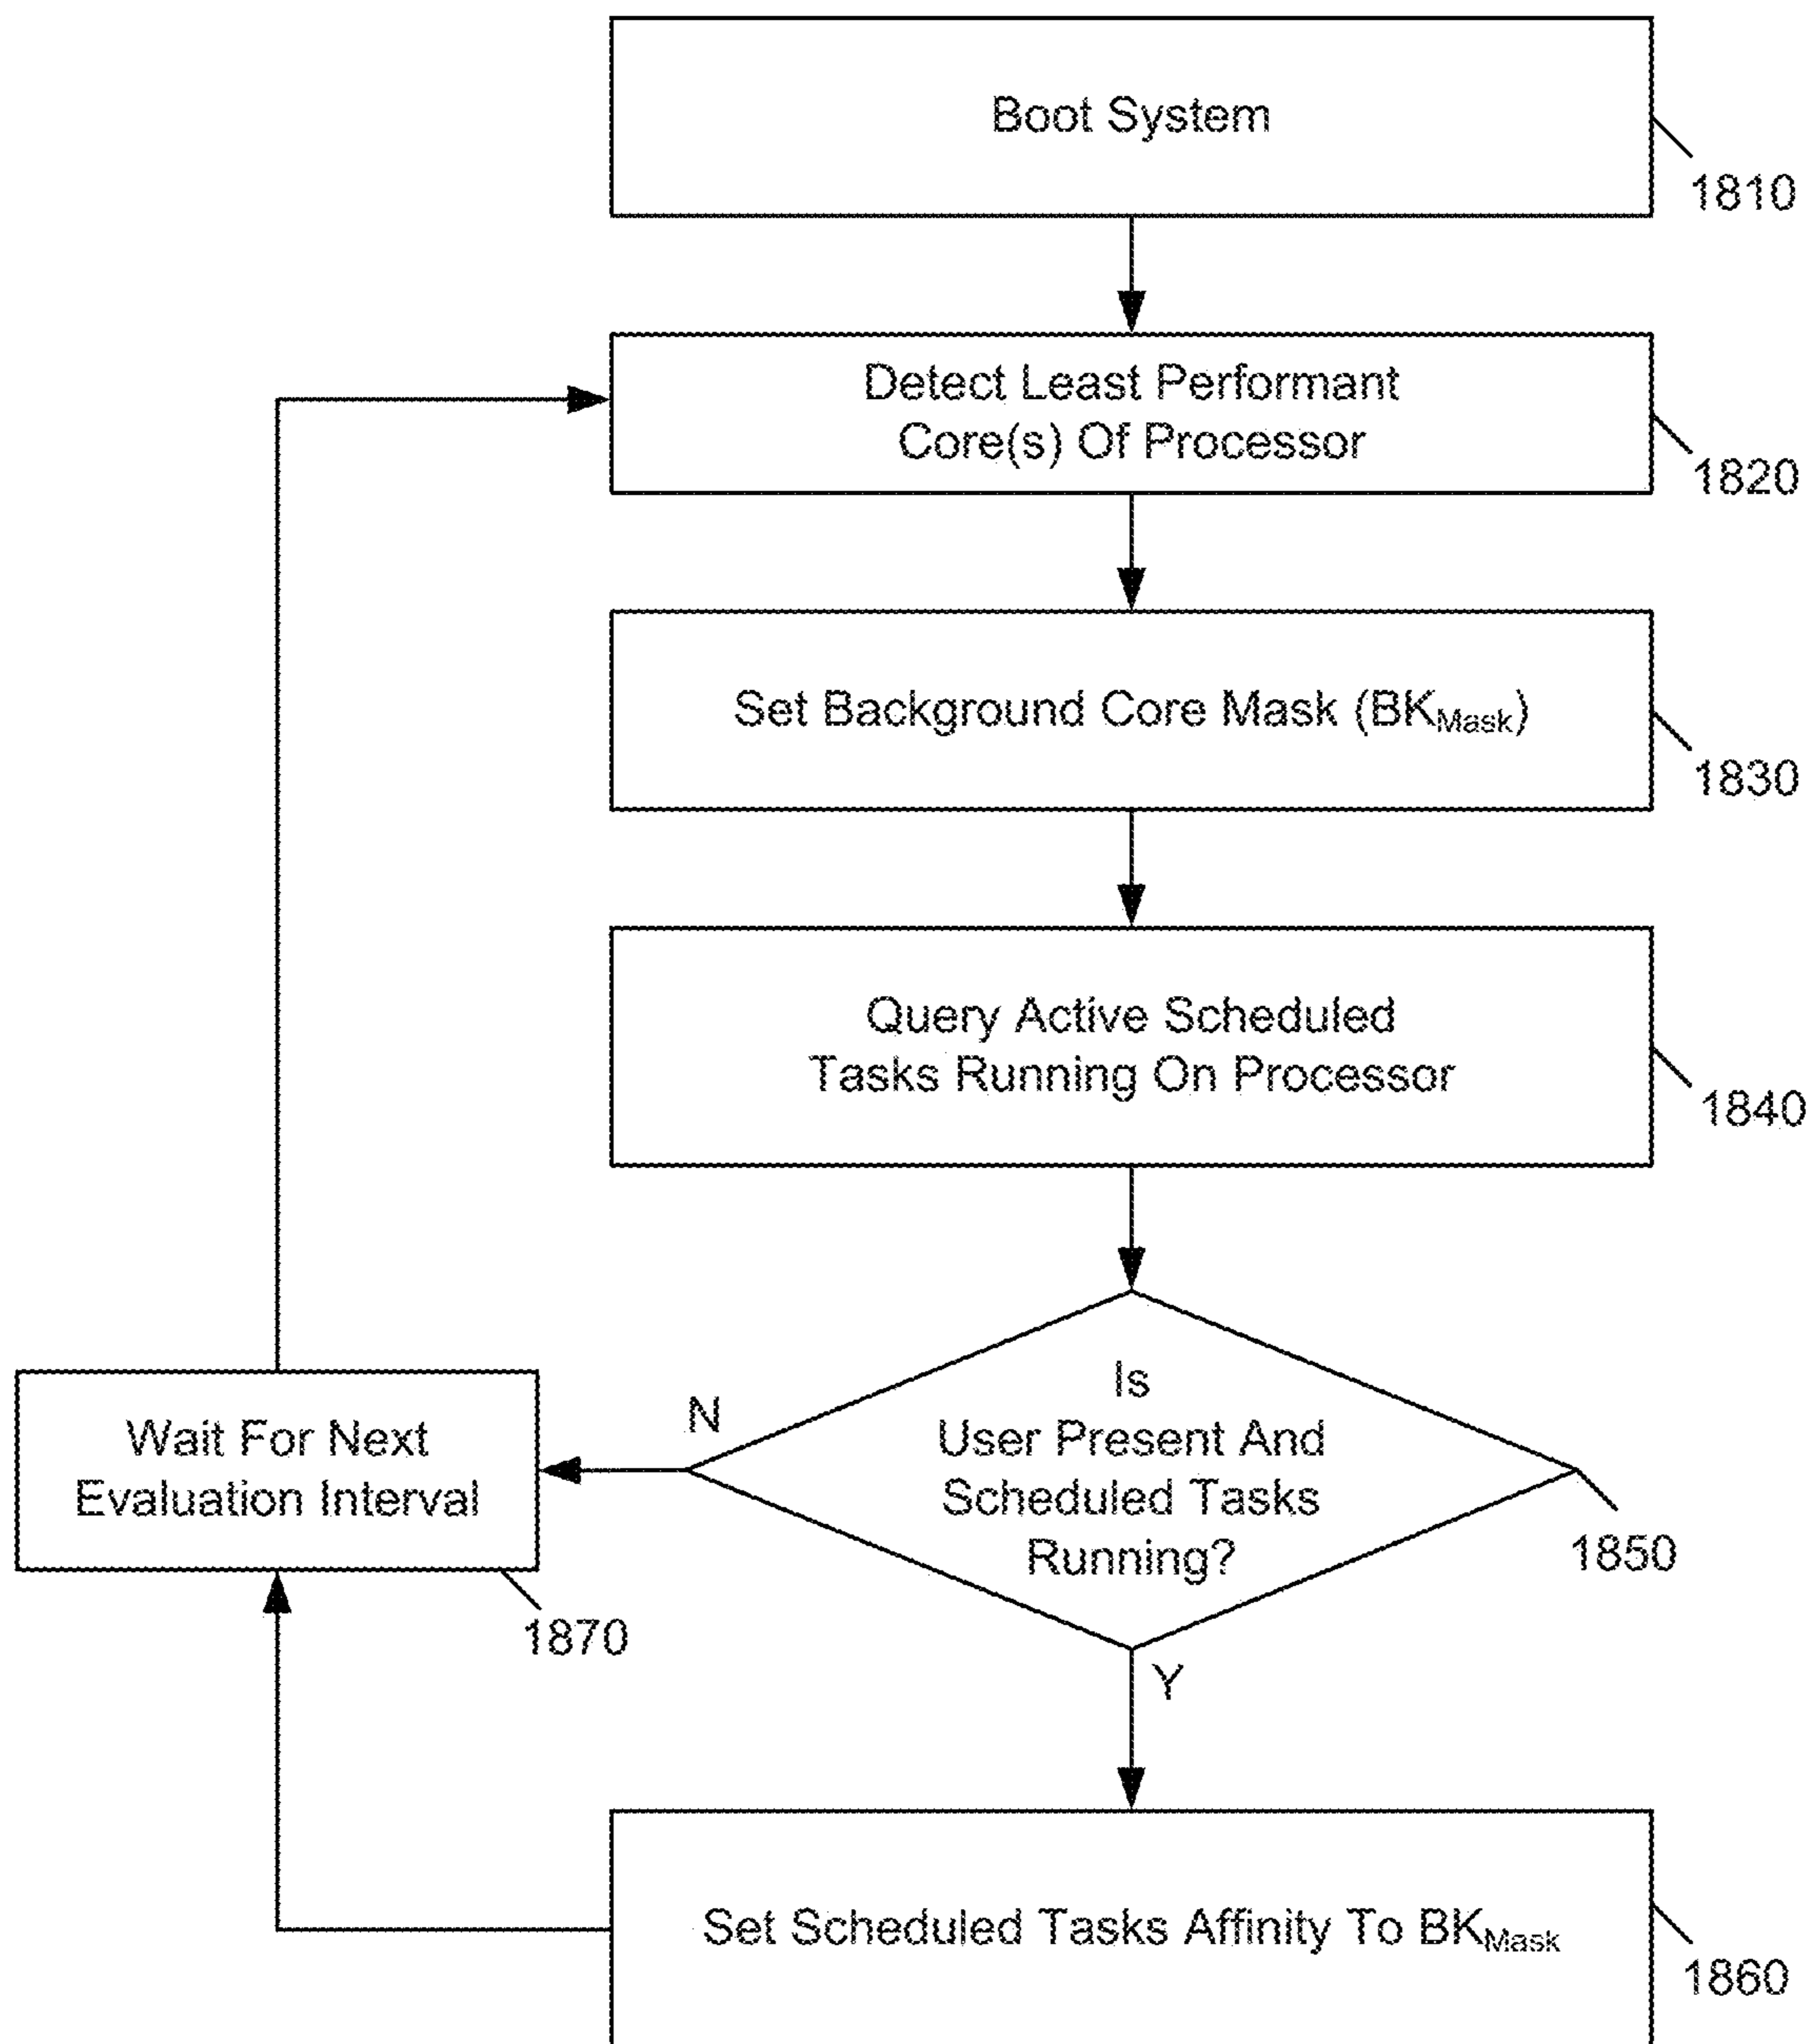 Boot System
1810
Detect Least Performant
Core(s) Of Processor
1820
Set Background Core Mask (BKMask)
1830
Query Active Scheduled
Tasks Running On Processor
1840
Is
User Present And
Scheduled Tasks
Running?
1850
N
Wait For Next
Evaluation Interval
1870
Y
Set Scheduled Tasks Affinity To BKMask
1860